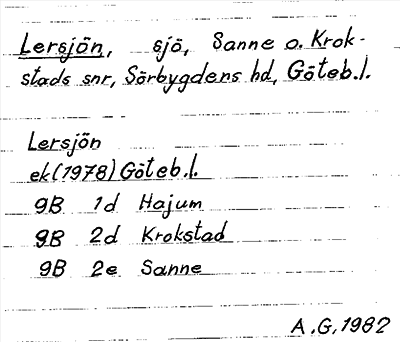 Lersjön, sjö, Sanne o. Krok-
stads snr, Sörbygdens hd, Göteb.l.
Lersjön
ek (1978) Göteb.l.
9B 1d Hajum
9B 2d Krokstad
9B 2e Sanne
A.G. 1982